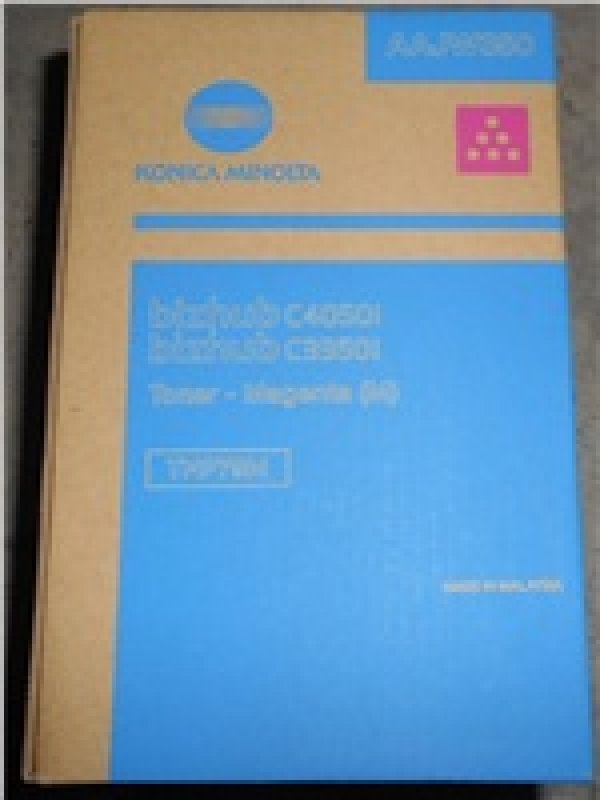 AAJW350
KONICA MINOLTA
bizhub C4050i
bizhub C3350i
Toner - Magenta (M)
TNP79M
MADE IN MALAYSIA